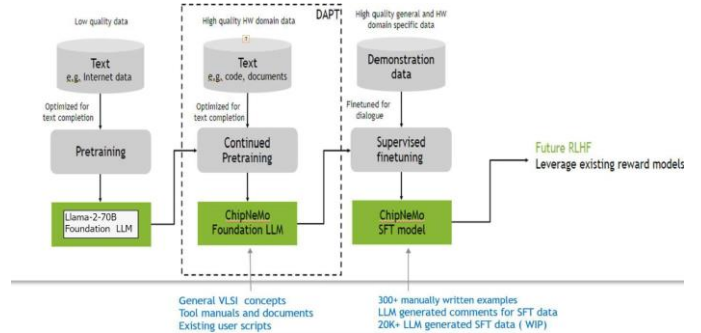 Low quality data
High quality HW domain data
DAPT
High quality general and HW
domain specific data
Text
e.g. Internet data
Text
e.g. code, documents
Demonstration
data
Optimized for
text completion
Optimized for
text completion
Finetuned for
dialogue
Pretraining
Continued
Pretraining
Supervised
finetuning
Future RLHF
Leverage existing reward models
Llama-2-70B
Foundation LLM
ChipNeMo
Foundation LLM
ChipNeMo
SFT model
General VLSI concepts
Tool manuals and documents
Existing user scripts
300+ manually written examples
LLM generated comments for SFT data
20K+ LLM generated SFT data ( WIP)